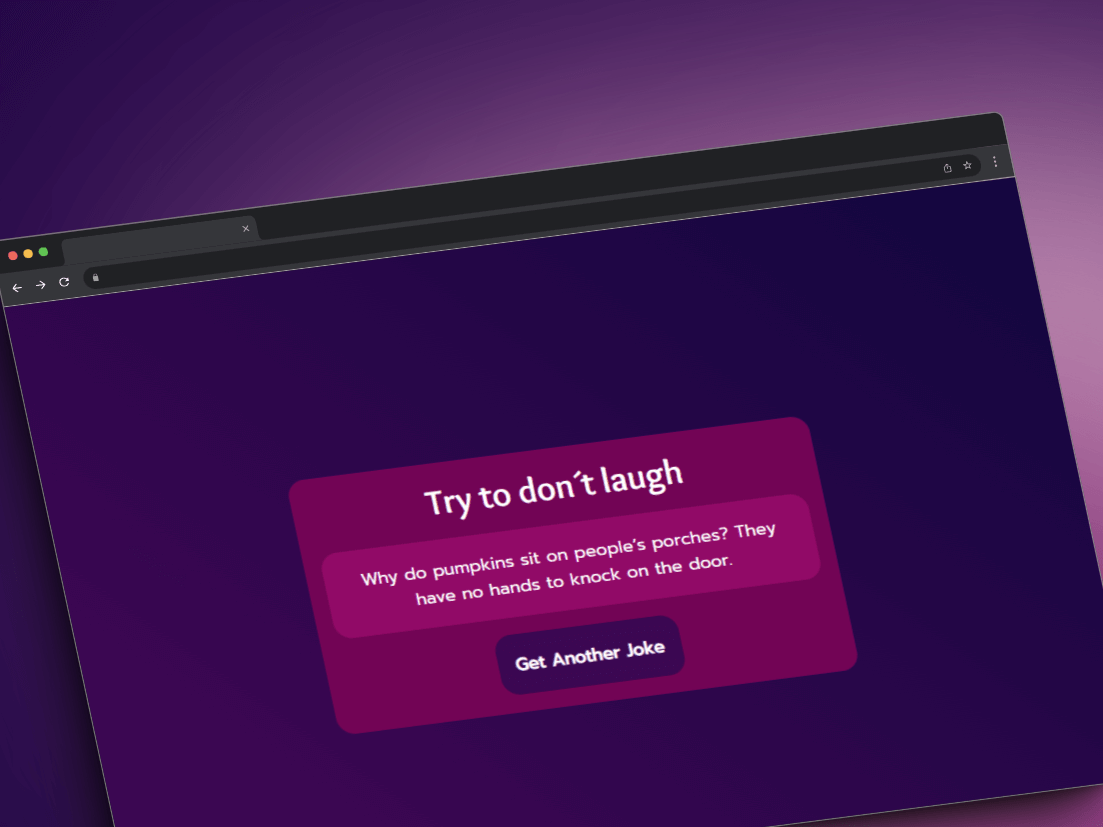 Try to don´t laugh
Why do pumpkins sit on people’s porches? They
have no hands to knock on the door.
Get Another Joke